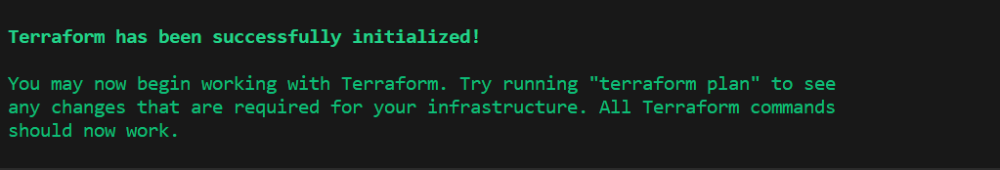 Terraform has been successfully initialized!
You may now begin working with Terraform. Try running "terraform plan" to see
any changes that are required for your infrastructure. All Terraform commands
should now work.